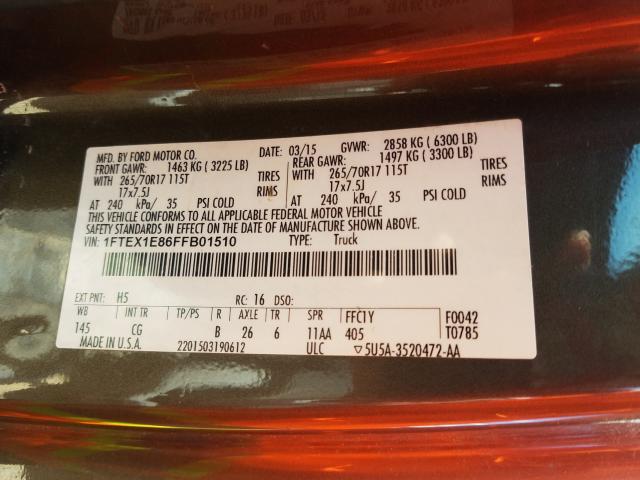 MFD. BY FORD MOTOR CO. DATE: 03/15 GVWR: 2858 KG ( 6300 LB)
FRONT GAWR: 1463 KG ( 3225 LB) REAR GAWR: 1497 KG ( 3300 LB)
WITH 265/70R17 115T TIRES WITH 265/70R17 115T TIRES
17x7.5J RIMS 17x7.5J RIMS
AT 240 kPa/ 35 PSI COLD AT 240 kPa/ 35 PSI COLD
THIS VEHICLE CONFORMS TO ALL APPLICABLE FEDERAL MOTOR VEHICLE
SAFETY STANDARDS IN EFFECT ON THE DATE OF MANUFACTURE SHOWN ABOVE.
VIN: 1FTEX1E86FFB01510 TYPE: Truck
EXT PNT: H5 RC: 16 DSO:
WB INT TR TP/PS R AXLE TR SPR FFC1Y F0042
145 CG B 26 6 11AA 405 T0785
MADE IN U.S.A. 2201503190612 ULC ▽5U5A-3520472-AA